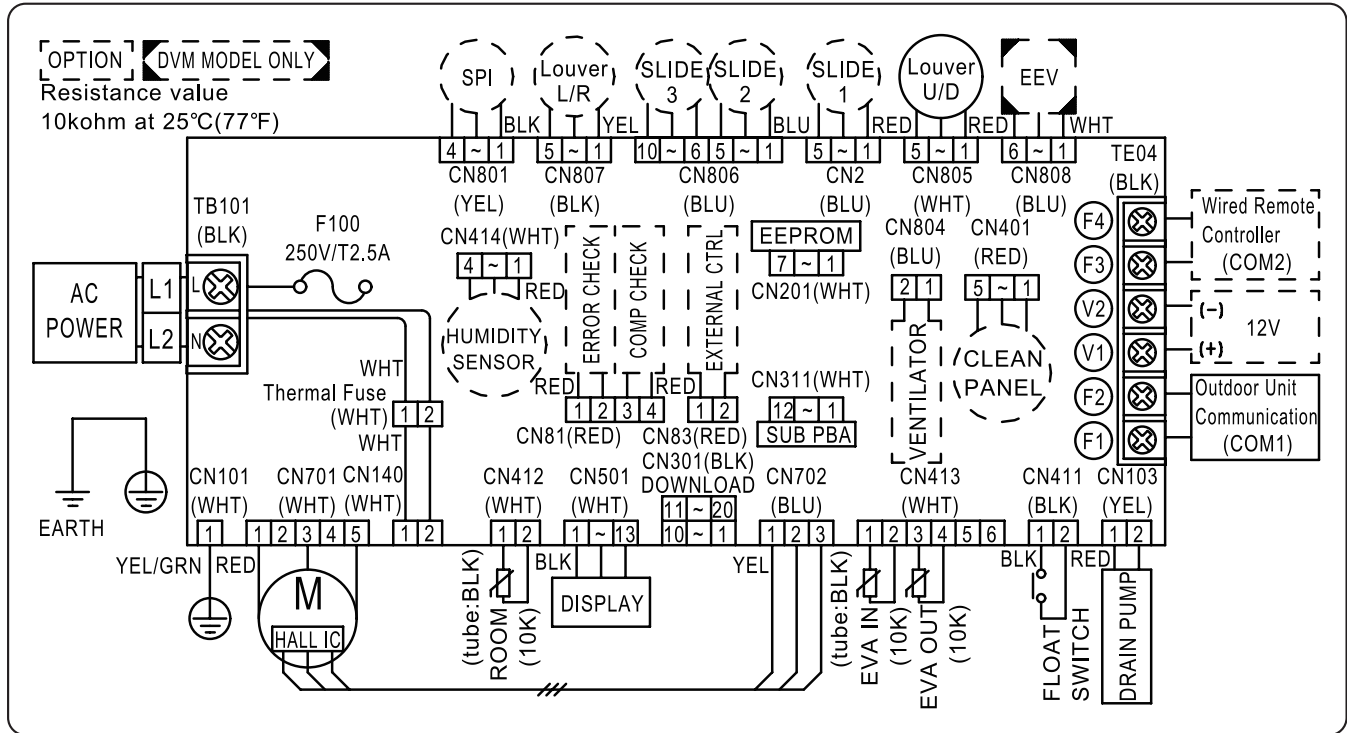 OPTION DVM MODEL ONLY
Resistance value
10kohm at 25℃(77°F)
SPI
Louver
L/R
SLIDE
3
SLIDE
2
SLIDE
1
Louver
U/D
EEV
BLK YEL BLU RED RED WHT
4 ~ 1
5 ~ 1
10 ~ 6 5 ~ 1
5 ~ 1
5 ~ 1
6 ~ 1
CN801
(YEL)
CN807
(BLK)
CN806
(BLU)
CN2
(BLU)
CN805
(WHT)
CN808
(BLU)
TE04
(BLK)
TB101
(BLK)
F100
250V/T2.5A
AC
POWER
L1
L2
L
N
CN414(WHT)
4 ~ 1
RED
HUMIDITY
SENSOR
ERROR CHECK
COMP CHECK
EXTERNAL CTRL
RED
RED
1 2 3 4
1 2
CN81(RED)
CN83(RED)
EEPROM
7 ~ 1
CN201(WHT)
CN311(WHT)
12 ~ 1
SUB PBA
CN804
(BLU)
2 1
VENTILATOR
CN401
(RED)
5 ~ 1
CLEAN
PANEL
F4
F3
V2
V1
F2
F1
Wired Remote
Controller
(COM2)
(−)
12V
(+)
Outdoor Unit
Communication
(COM1)
WHT
Thermal Fuse
(WHT)
1 2
WHT
EARTH
CN101
(WHT)
CN701
(WHT)
CN140
(WHT)
CN412
(WHT)
CN501
(WHT)
CN301(BLK)
DOWNLOAD
11 ~ 20
10 ~ 1
CN702
(BLU)
CN413
(WHT)
CN411
(BLK)
CN103
(YEL)
1
1 2 3 4 5
1 2
1 2
1 ~ 13
1 2 3
1 2 3 4 5 6
1 2
1 2
YEL/GRN
RED
M
HALL IC
(tube:BLK)
ROOM
(10K)
BLK
DISPLAY
YEL
(tube:BLK)
EVA IN
(10K)
EVA OUT
(10K)
BLK
FLOAT
SWITCH
RED
DRAIN PUMP